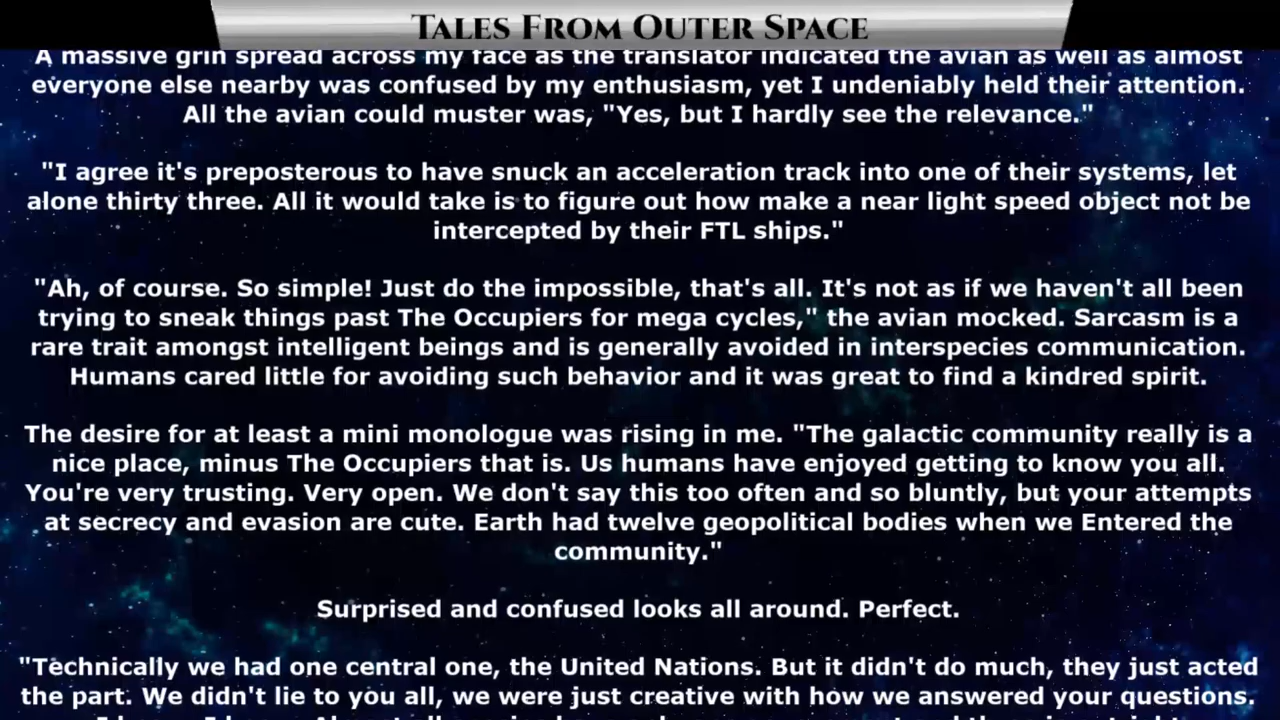 Tales From Outer Space
A massive grin spread across my face as the translator indicated the avian as well as almost
everyone else nearby was confused by my enthusiasm, yet I undeniably held their attention.
All the avian could muster was, "Yes, but I hardly see the relevance."
"I agree it's preposterous to have snuck an acceleration track into one of their systems, let
alone thirty three. All it would take is to figure out how make a near light speed object not be
intercepted by their FTL ships."
"Ah, of course. So simple! Just do the impossible, that's all. It's not as if we haven't all been
trying to sneak things past The Occupiers for mega cycles," the avian mocked. Sarcasm is a
rare trait amongst intelligent beings and is generally avoided in interspecies communication.
Humans cared little for avoiding such behavior and it was great to find a kindred spirit.
The desire for at least a mini monologue was rising in me. "The galactic community really is a
nice place, minus The Occupiers that is. Us humans have enjoyed getting to know you all.
You're very trusting. Very open. We don't say this too often and so bluntly, but your attempts
at secrecy and evasion are cute. Earth had twelve geopolitical bodies when we Entered the
community."
Surprised and confused looks all around. Perfect.
"Technically we had one central one, the United Nations. But it didn't do much, they just acted
the part. We didn't lie to you all, we were just creative with how we answered your questions.